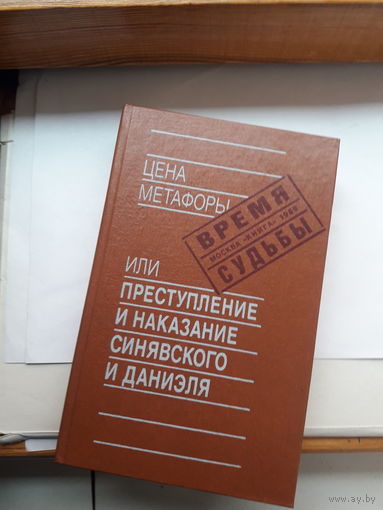 ЦЕНА
МЕТАФОРЫ
ВРЕМЯ
МОСКВА «КНИГА» 1989
СУДЬБЫ
ИЛИ
ПРЕСТУПЛЕНИЕ
И НАКАЗАНИЕ
СИНЯВСКОГО
И ДАНИЭЛЯ
www.ay.by